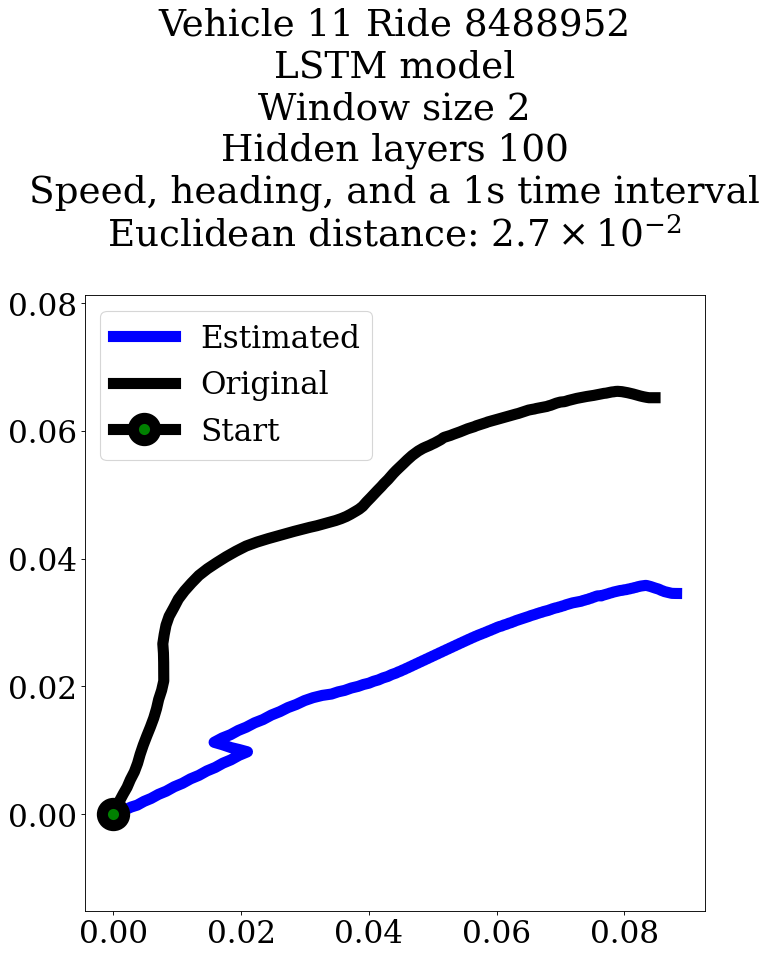 Vehicle 11 Ride 8488952
LSTM model
Window size 2
Hidden layers 100
Speed, heading, and a 1s time interval
Euclidean distance: 2.7 × 10⁻²
Estimated
Original
Start
0.08
0.06
0.04
0.02
0.00
0.00 0.02 0.04 0.06 0.08